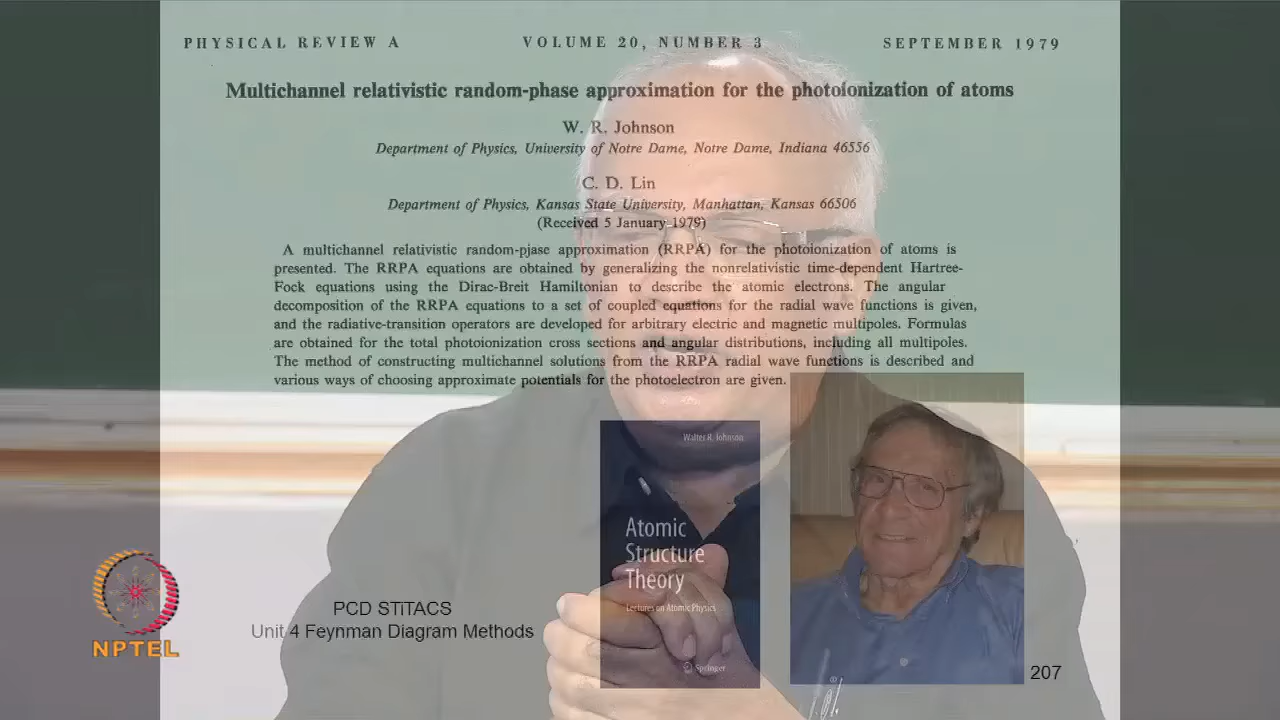 PHYSICAL REVIEW A VOLUME 20, NUMBER 3 SEPTEMBER 1979
Multichannel relativistic random-phase approximation for the photoionization of atoms
W. R. Johnson
Department of Physics, University of Notre Dame, Notre Dame, Indiana 46556
C. D. Lin
Department of Physics, Kansas State University, Manhattan, Kansas 66506
(Received 5 January 1979)
A multichannel relativistic random-pjase approximation (RRPA) for the photoionization of atoms is
presented. The RRPA equations are obtained by generalizing the nonrelativistic time-dependent Hartree-
Fock equations using the Dirac-Breit Hamiltonian to describe the atomic electrons. The angular
decomposition of the RRPA equations to a set of coupled equations for the radial wave functions is given,
and the radiative-transition operators are developed for arbitrary electric and magnetic multipoles. Formulas
are obtained for the total photoionization cross sections and angular distributions, including all multipoles.
The method of constructing multichannel solutions from the RRPA radial wave functions is described and
various ways of choosing approximate potentials for the photoelectron are given.
Walter R. Johnson
Atomic
Structure
Theory
Lectures on Atomic Physics
Springer
PCD STiTACS
Unit 4 Feynman Diagram Methods
207
NPTEL